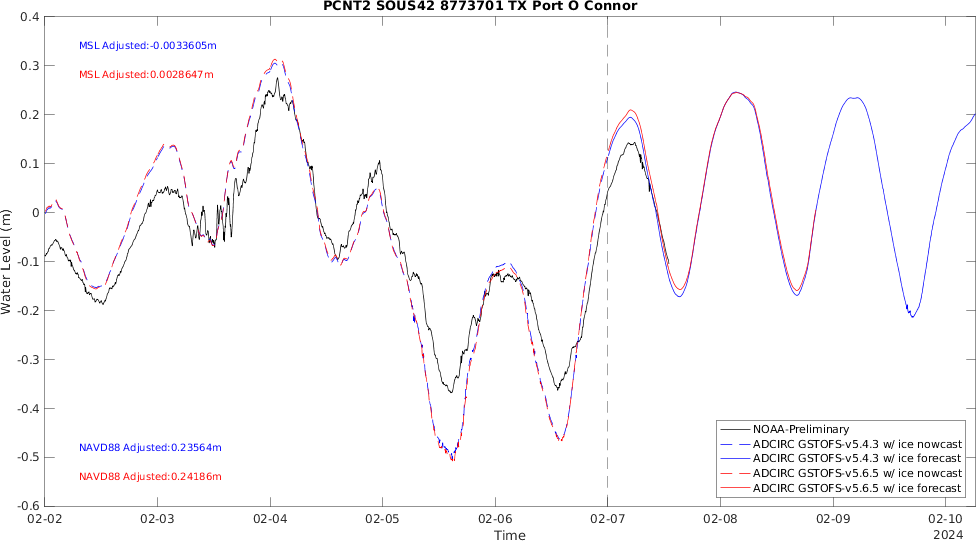 PCNT2 SOUS42 8773701 TX Port O Connor
0.4
0.3
0.2
0.1
0
-0.1
-0.2
-0.3
-0.4
-0.5
-0.6
Water Level (m)
MSL Adjusted:-0.0033605m
MSL Adjusted:0.0028647m
NAVD88 Adjusted:0.23564m
NAVD88 Adjusted:0.24186m
NOAA-Preliminary
ADCIRC GSTOFS-v5.4.3 w/ ice nowcast
ADCIRC GSTOFS-v5.4.3 w/ ice forecast
ADCIRC GSTOFS-v5.6.5 w/ ice nowcast
ADCIRC GSTOFS-v5.6.5 w/ ice forecast
02-02 02-03 02-04 02-05 02-06 02-07 02-08 02-09 02-10
2024
Time